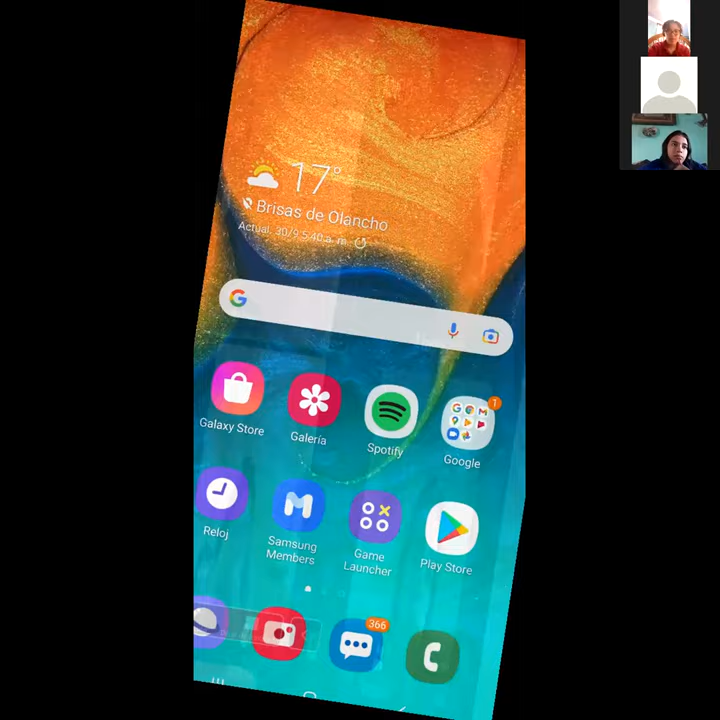 17°
Brisas de Olancho
Actual. 30/9 5:40 a. m.
Galaxy Store
Galería
Spotify
1
Google
Reloj
Samsung
Members
Game
Launcher
Play Store
366